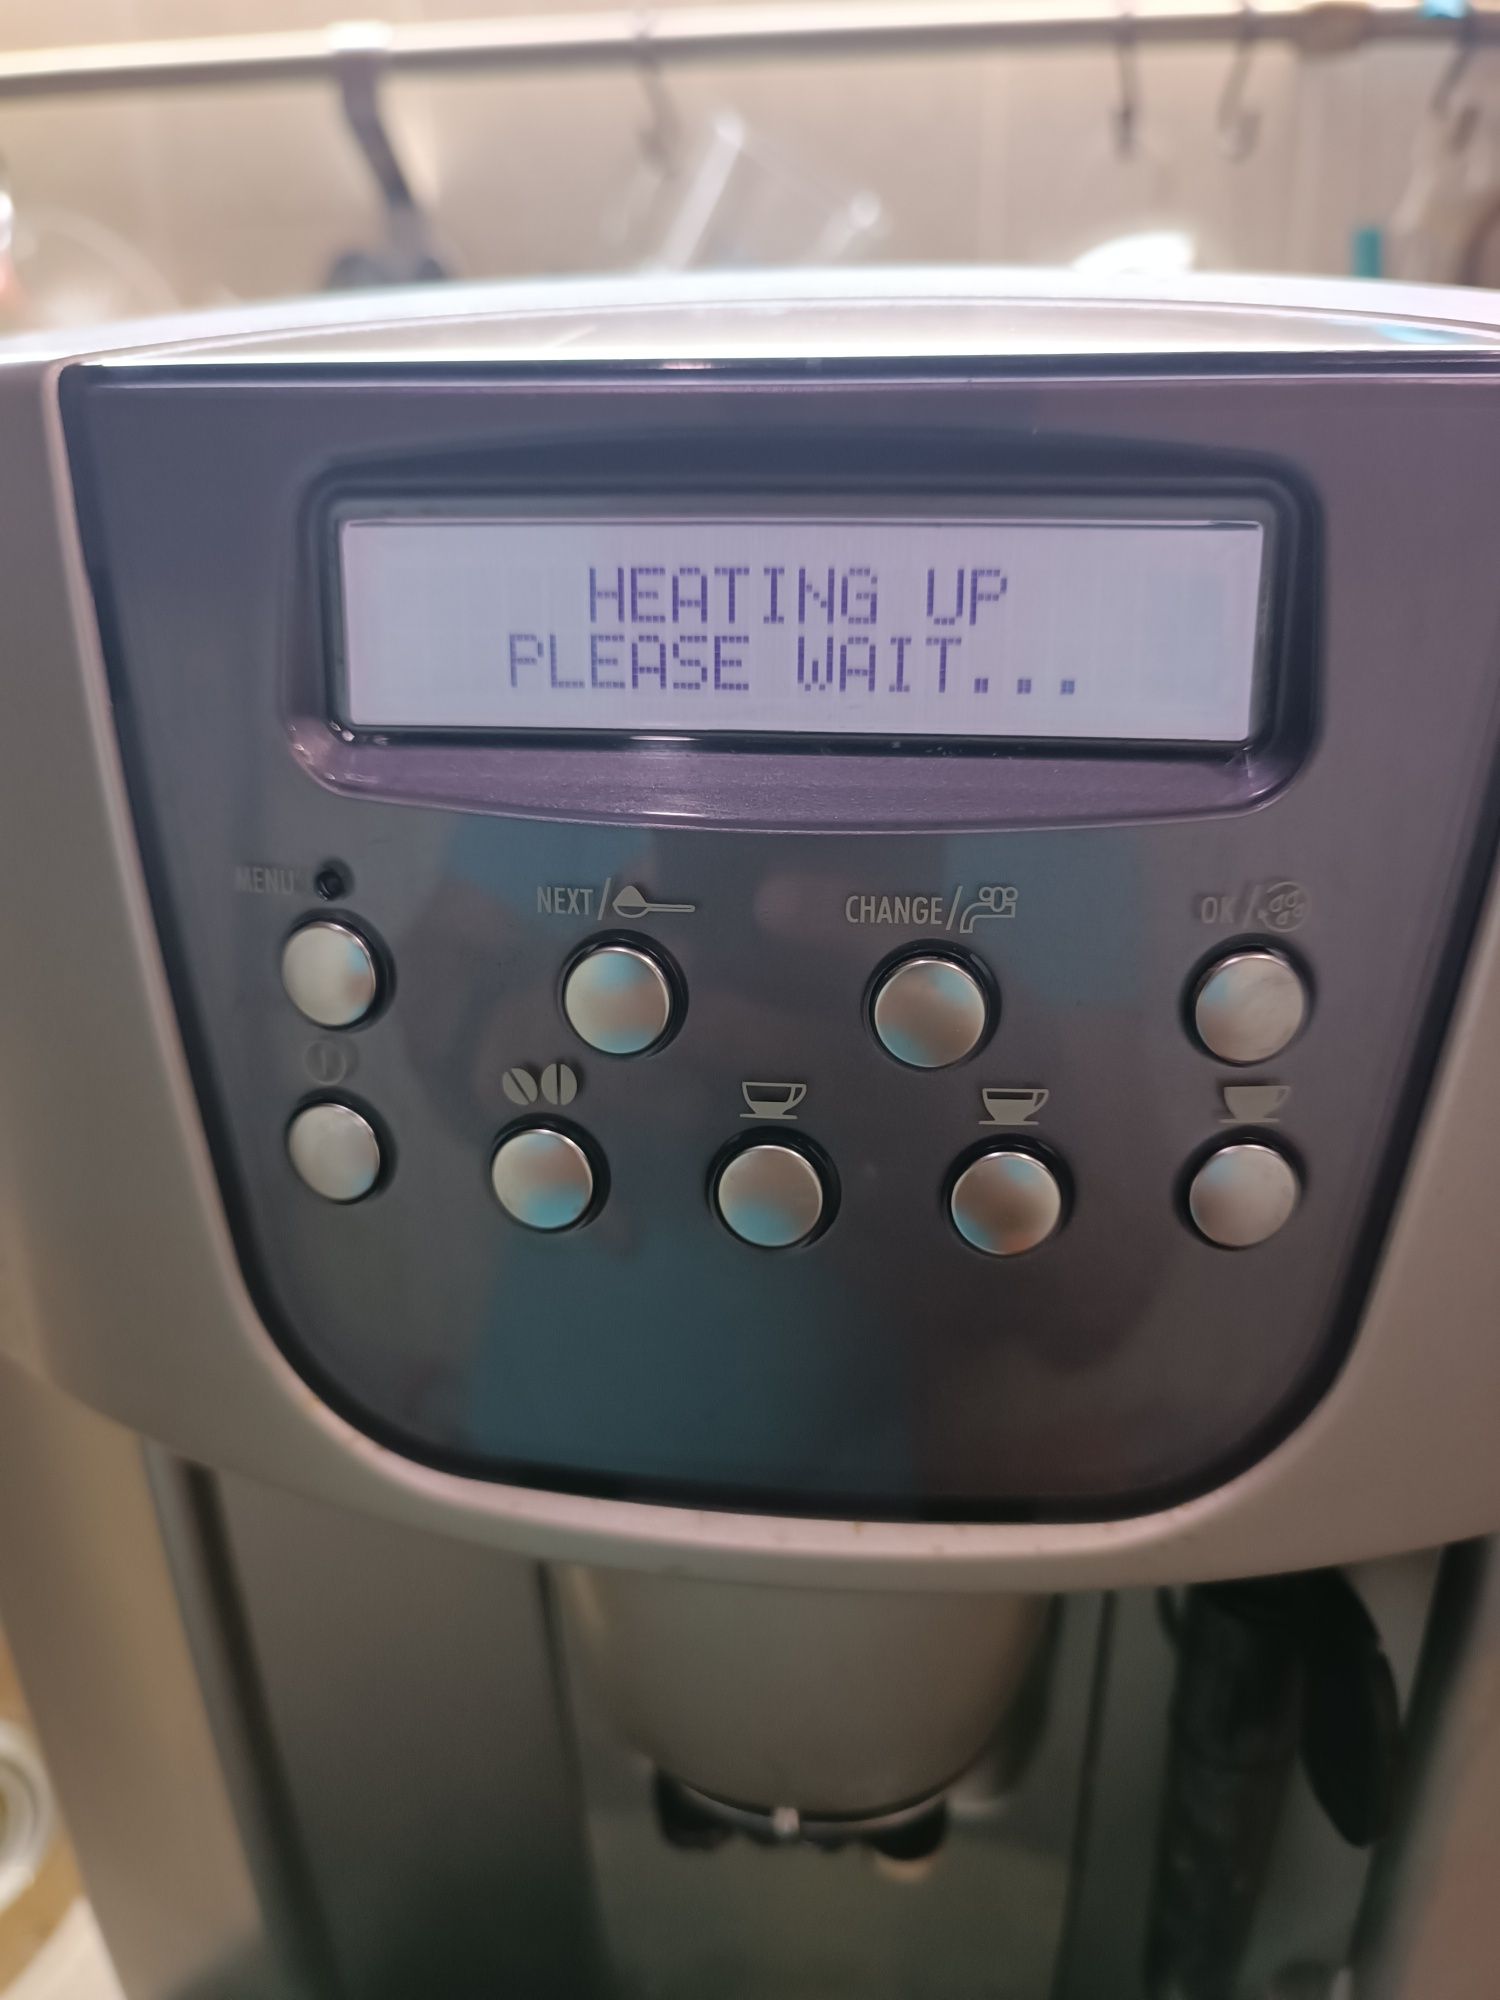 HEATING UP
PLEASE WAIT...
MENU
NEXT/
CHANGE/
OK/